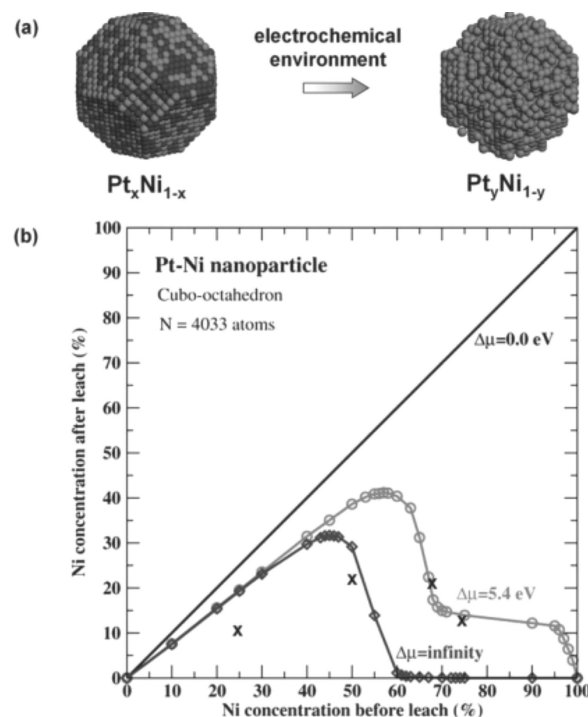 (a)
electrochemical
environment
PtxNi1-x
PtyNi1-y
(b)
100
90
80
70
60
50
40
30
20
10
0
Ni concentration after leach (%)
Pt-Ni nanoparticle
Cubo-octahedron
N = 4033 atoms
Δμ=0.0 eV
Δμ=5.4 eV
Δμ=infinity
x
x
x
x
0 10 20 30 40 50 60 70 80 90 100
Ni concentration before leach (%)